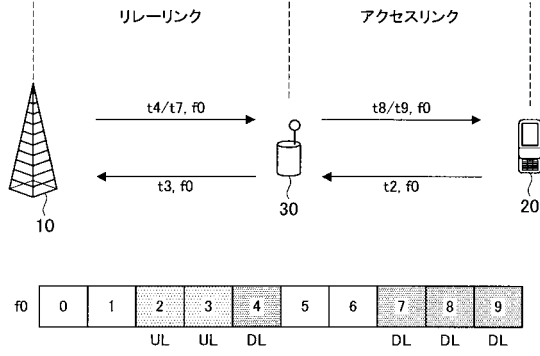 リレーリンク アクセスリンク
t4/t7, f0 t8/t9, f0
t3, f0 t2, f0
10 30 20
f0 0 1 2 3 4 5 6 7 8 9
UL UL DL DL DL DL